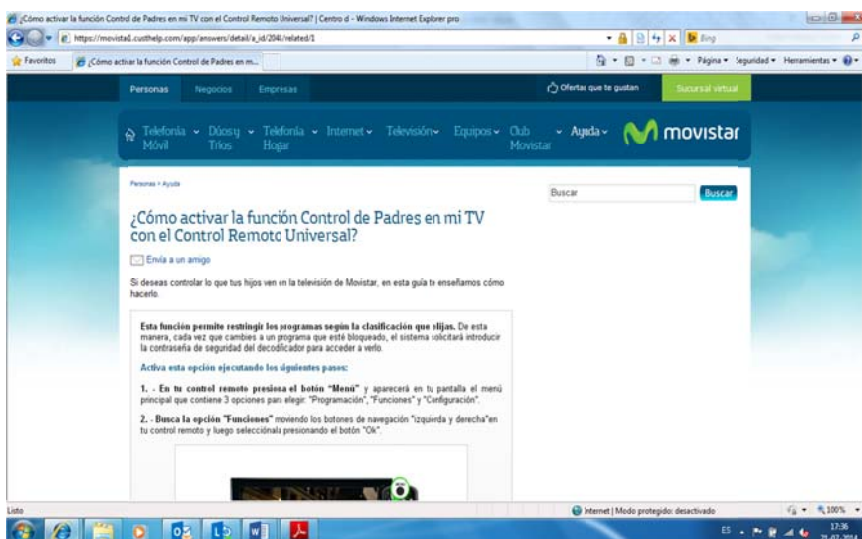 ¿Cómo activar la función Control de Padres en mi TV con el Control Remoto Universal? | Centro d - Windows Internet Explorer pro
https://movista1.custhelp.com/app/answers/detail/a_id/2040/related/1
Bing
Favoritos
¿Cómo activar la función Control de Padres en m...
Página
Seguridad
Herramientas
Personas
Negocios
Empresas
Ofertas que te gustan
Sucursal virtual
Telefonía Móvil
Dúos y Tríos
Telefonía Hogar
Internet
Televisión
Equipos
Club Movistar
Ayuda
movistar
Personas > Ayuda
Buscar
Buscar
¿Cómo activar la función Control de Padres en mi TV
con el Control Remoto Universal?
Envía a un amigo
Si deseas controlar lo que tus hijos ven en la televisión de Movistar, en esta guía te enseñamos cómo
hacerlo.
Esta función permite restringir los programas según la clasificación que elijas. De esta
manera, cada vez que cambies a un programa que esté bloqueado, el sistema solicitará introducir
la contraseña de seguridad del decodificador para acceder a verlo.
Activa esta opción ejecutando los siguientes pasos:
1. - En tu control remoto presiona el botón “Menú” y aparecerá en tu pantalla el menú
principal que contiene 3 opciones para elegir: "Programación", "Funciones" y "Configuración".
2. - Busca la opción "Funciones" moviendo los botones de navegación "izquierda y derecha"en
tu control remoto y luego selecciónala presionando el botón "Ok".
Listo
Internet | Modo protegido: desactivado
100%
ES
17:36
21-07-2014